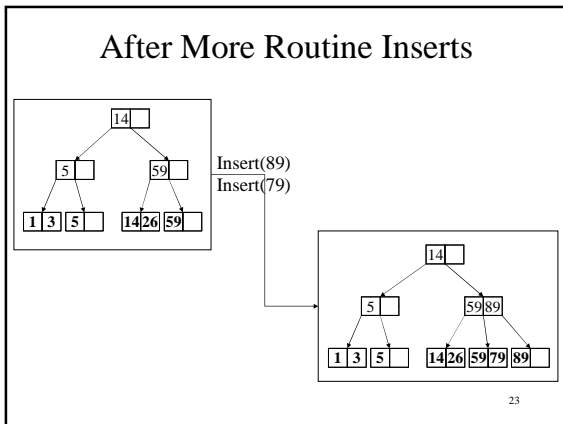 After More Routine Inserts
14
5 59
1 3 5 14 26 59
Insert(89)
Insert(79)
14
5 59 89
1 3 5 14 26 59 79 89
23